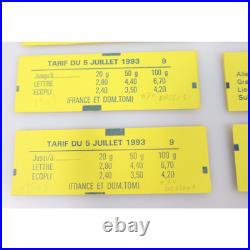 TARIF DU 5 JUILLET 1993 9
Jusqu'à 20 g 50 g 100 g
LETTRE 2,80 4,40 6,70
ECOPLI 2,40 3,50 4,20
(FRANCE ET DOM.TOM)
TARIF DU 5 JUILLET 1993 9
Jusqu'à 20 g 50 g 100 g
LETTRE 2,80 4,40 6,70
ECOPLI 2,40 3,50 4,20
(FRANCE ET DOM.TOM)